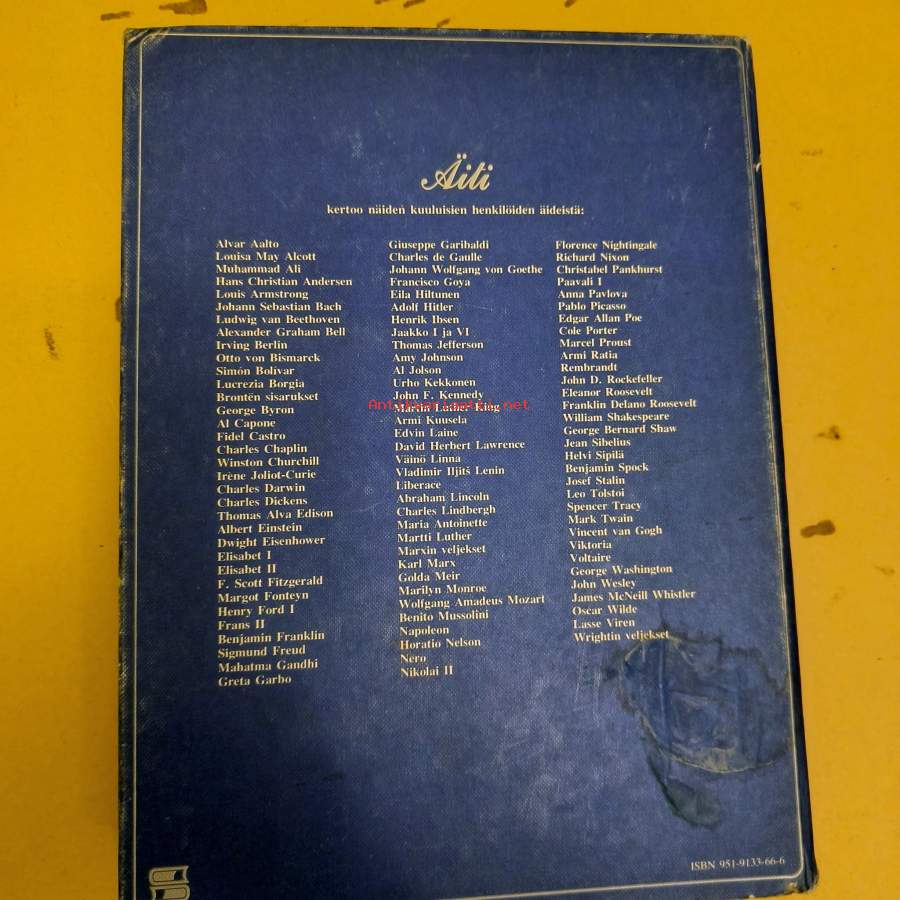 Äiti
kertoo näiden kuuluisien henkilöiden äideistä:
Alvar Aalto
Louisa May Alcott
Muhammad Ali
Hans Christian Andersen
Louis Armstrong
Johann Sebastian Bach
Ludwig van Beethoven
Alexander Graham Bell
Irving Berlin
Otto von Bismarck
Simón Bolívar
Lucrezia Borgia
Brontën sisarukset
George Byron
Al Capone
Fidel Castro
Charles Chaplin
Winston Churchill
Irène Joliot-Curie
Charles Darwin
Charles Dickens
Thomas Alva Edison
Albert Einstein
Dwight Eisenhower
Elisabet I
Elisabet II
F. Scott Fitzgerald
Margot Fonteyn
Henry Ford I
Frans II
Benjamin Franklin
Sigmund Freud
Mahatma Gandhi
Greta Garbo
Giuseppe Garibaldi
Charles de Gaulle
Johann Wolfgang von Goethe
Francisco Goya
Eila Hiltunen
Adolf Hitler
Henrik Ibsen
Jaakko I ja VI
Thomas Jefferson
Amy Johnson
Al Jolson
Urho Kekkonen
John F. Kennedy
Martin Luther King
Armi Kuusela
Edvin Laine
David Herbert Lawrence
Väinö Linna
Vladimir Iljitš Lenin
Liberace
Abraham Lincoln
Charles Lindbergh
Maria Antoinette
Martti Luther
Marxin veljekset
Karl Marx
Golda Meir
Marilyn Monroe
Wolfgang Amadeus Mozart
Benito Mussolini
Napoleon
Horatio Nelson
Nero
Nikolai II
Florence Nightingale
Richard Nixon
Christabel Pankhurst
Paavali I
Anna Pavlova
Pablo Picasso
Edgar Allan Poe
Cole Porter
Marcel Proust
Armi Ratia
Rembrandt
John D. Rockefeller
Eleanor Roosevelt
Franklin Delano Roosevelt
William Shakespeare
George Bernard Shaw
Jean Sibelius
Helvi Sipilä
Benjamin Spock
Josef Stalin
Leo Tolstoi
Spencer Tracy
Mark Twain
Vincent van Gogh
Viktoria
Voltaire
George Washington
John Wesley
James McNeill Whistler
Oscar Wilde
Lasse Viren
Wrightin veljekset
Antikvariaatti.net
ISBN 951-9133-66-6